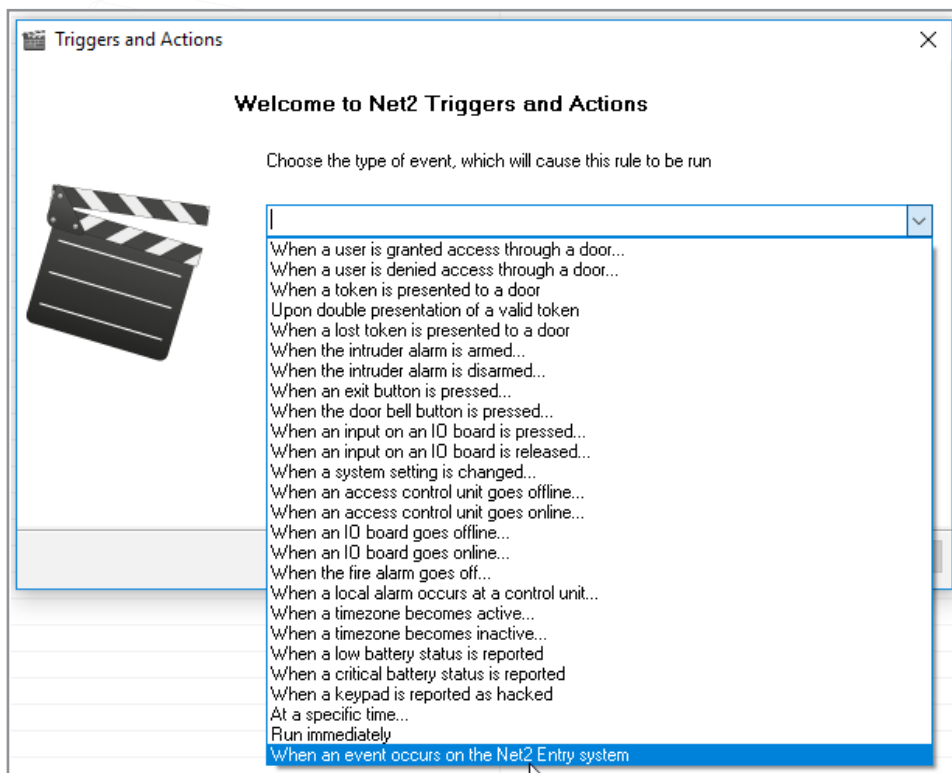 Triggers and Actions
Welcome to Net2 Triggers and Actions
Choose the type of event, which will cause this rule to be run
When a user is granted access through a door...
When a user is denied access through a door...
When a token is presented to a door
Upon double presentation of a valid token
When a lost token is presented to a door
When the intruder alarm is armed...
When the intruder alarm is disarmed...
When an exit button is pressed...
When the door bell button is pressed...
When an input on an IO board is pressed...
When an input on an IO board is released...
When a system setting is changed...
When an access control unit goes offline...
When an access control unit goes online...
When an IO board goes offline...
When an IO board goes online...
When the fire alarm goes off...
When a local alarm occurs at a control unit...
When a timezone becomes active...
When a timezone becomes inactive...
When a low battery status is reported
When a critical battery status is reported
When a keypad is reported as hacked
At a specific time...
Run immediately
When an event occurs on the Net2 Entry system